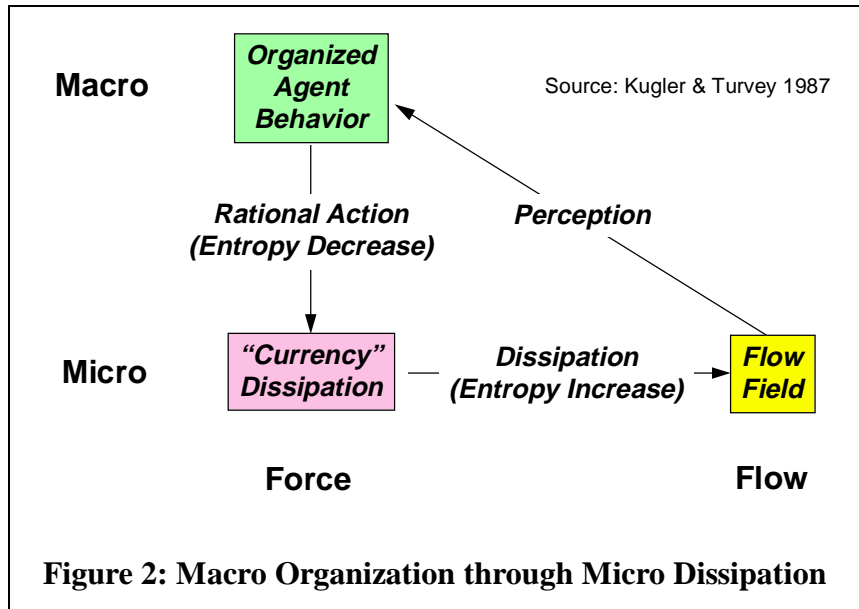 Organized
Agent
Behavior
Macro
Source: Kugler & Turvey 1987
Rational Action
(Entropy Decrease)
Perception
Micro
“Currency”
Dissipation
Dissipation
(Entropy Increase)
Flow
Field
Force
Flow
Figure 2: Macro Organization through Micro Dissipation